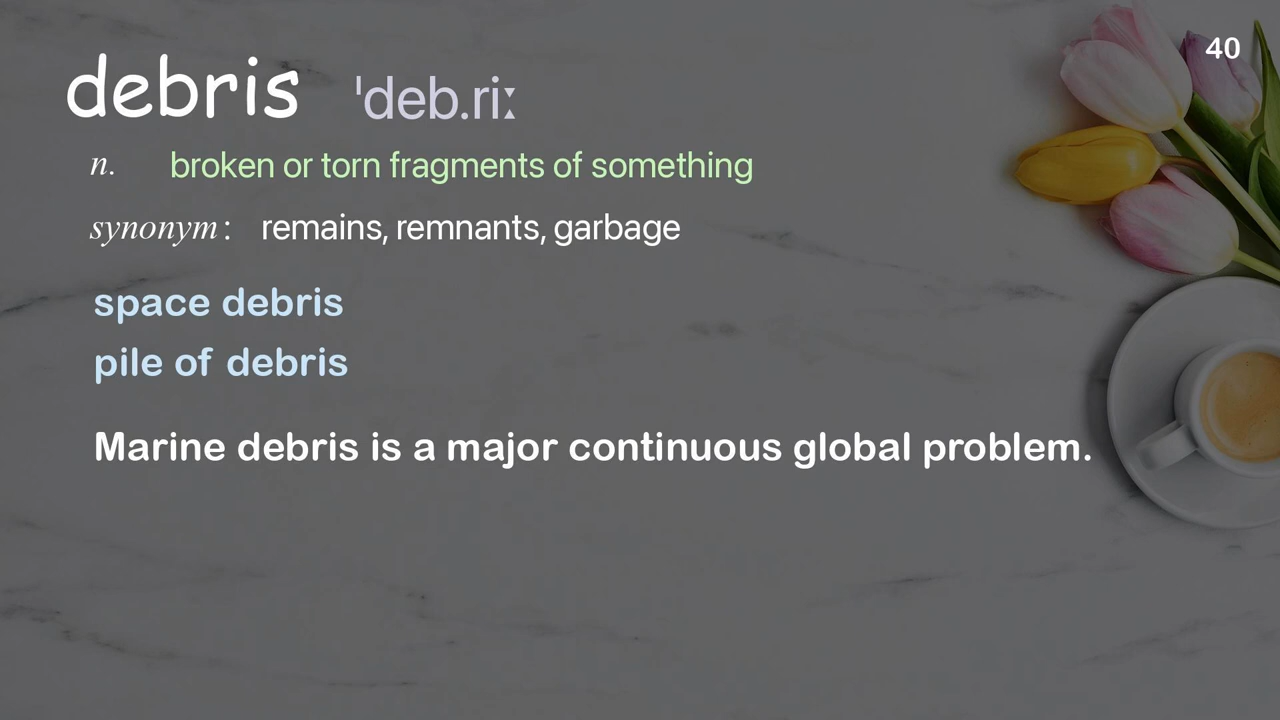 40
debris ˈdeb.riː
n. broken or torn fragments of something
synonym : remains, remnants, garbage
space debris
pile of debris
Marine debris is a major continuous global problem.